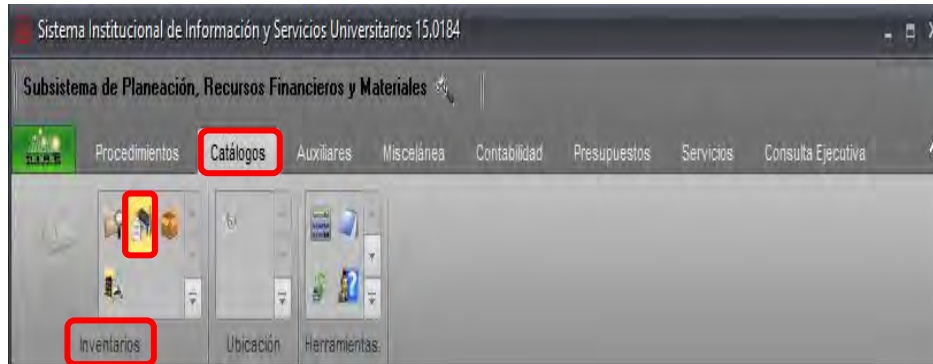 Sistema Institucional de Información y Servicios Universitarios 15.0184
Subsistema de Planeación, Recursos Financieros y Materiales
Procedimientos Catálogos Auxiliares Miscelánea Contabilidad Presupuestos Servicios Consulta Ejecutiva
Inventarios Ubicación Herramientas